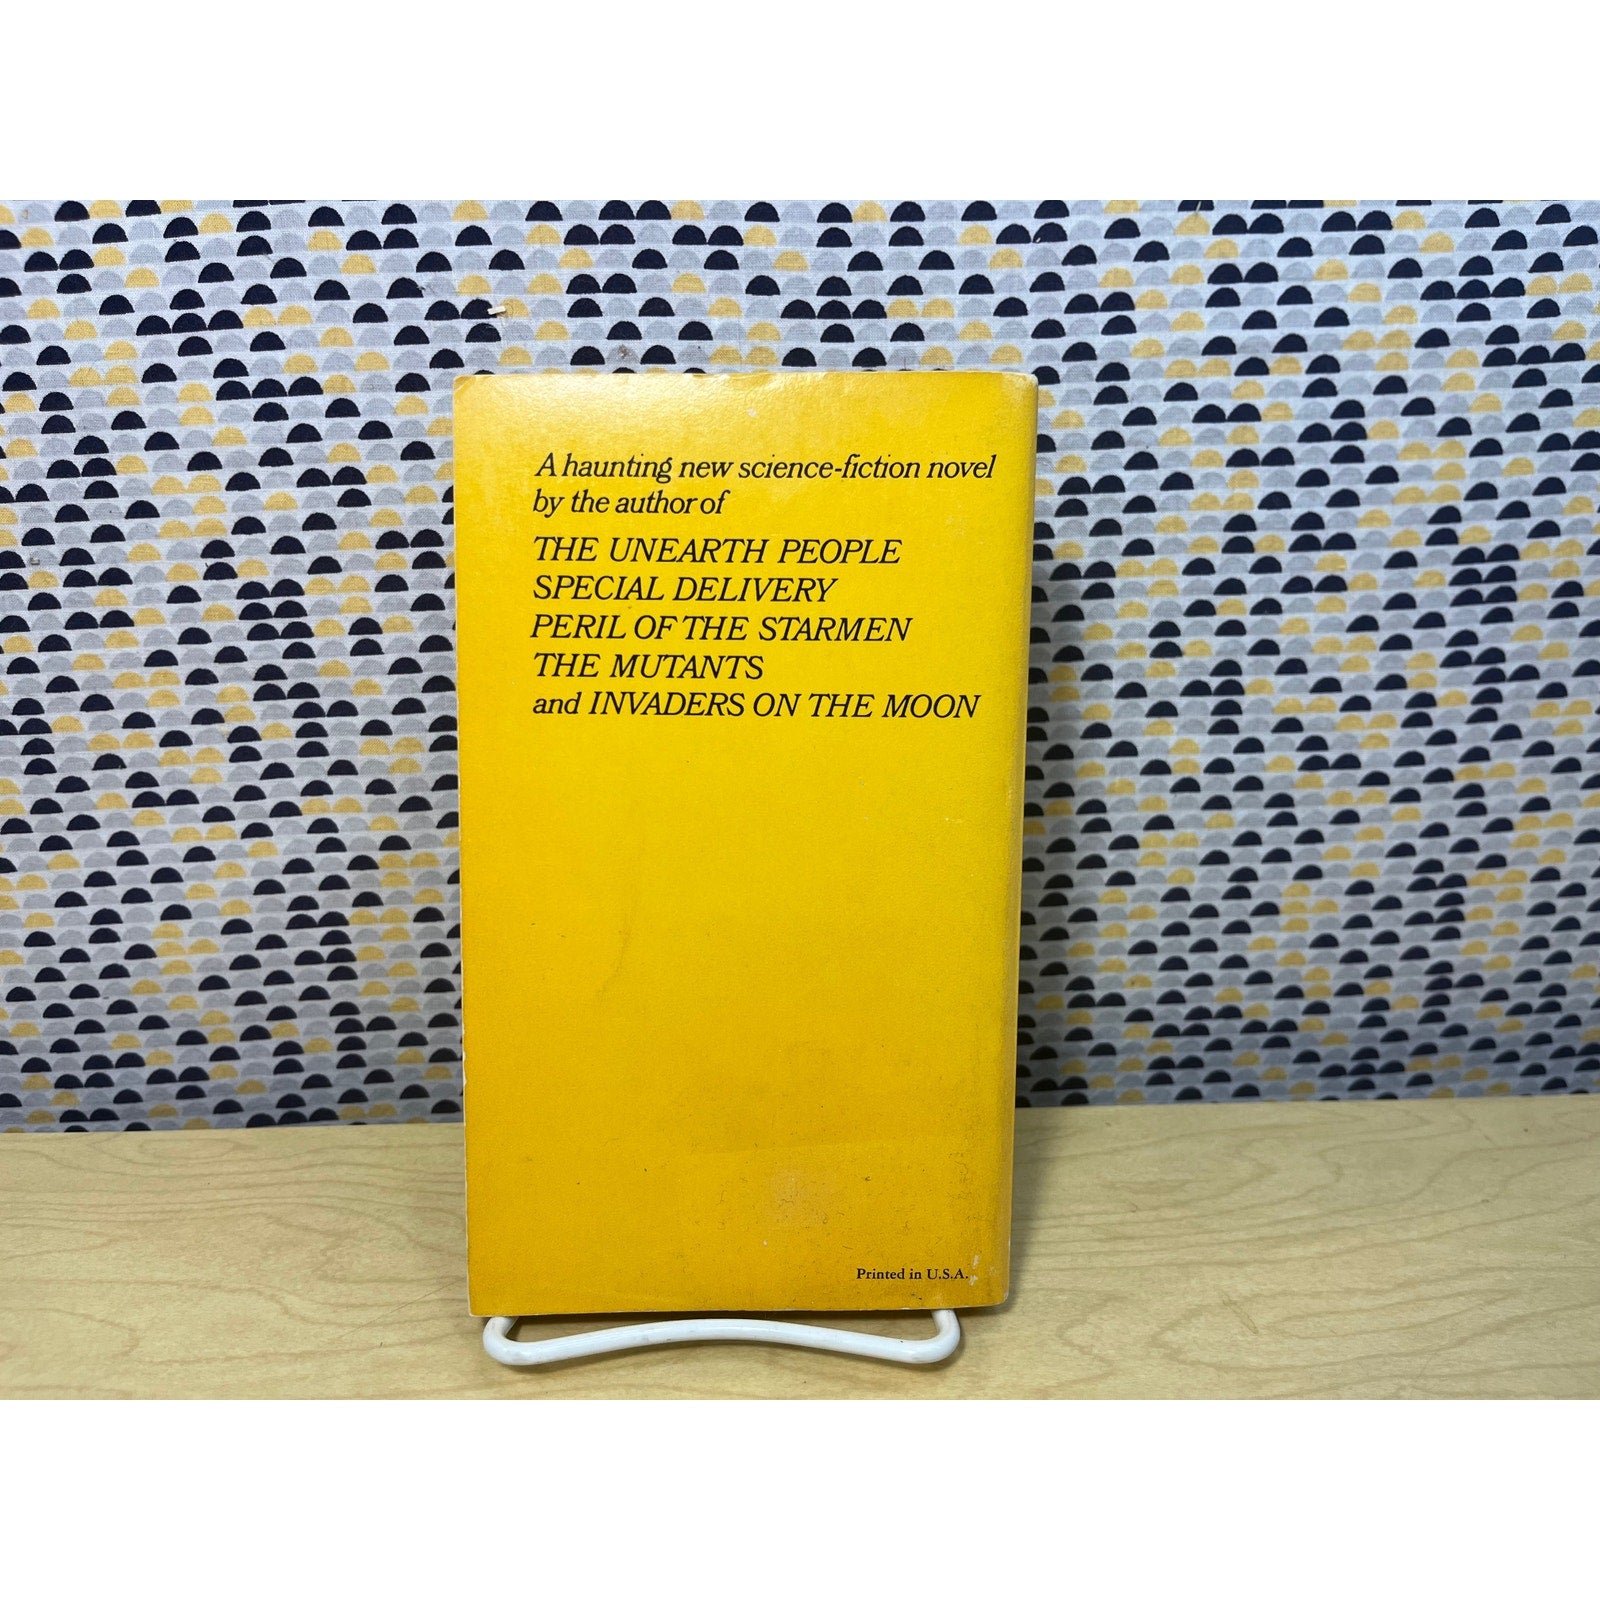 A haunting new science-fiction novel
by the author of
THE UNEARTH PEOPLE
SPECIAL DELIVERY
PERIL OF THE STARMEN
THE MUTANTS
and INVADERS ON THE MOON
Printed in U.S.A.